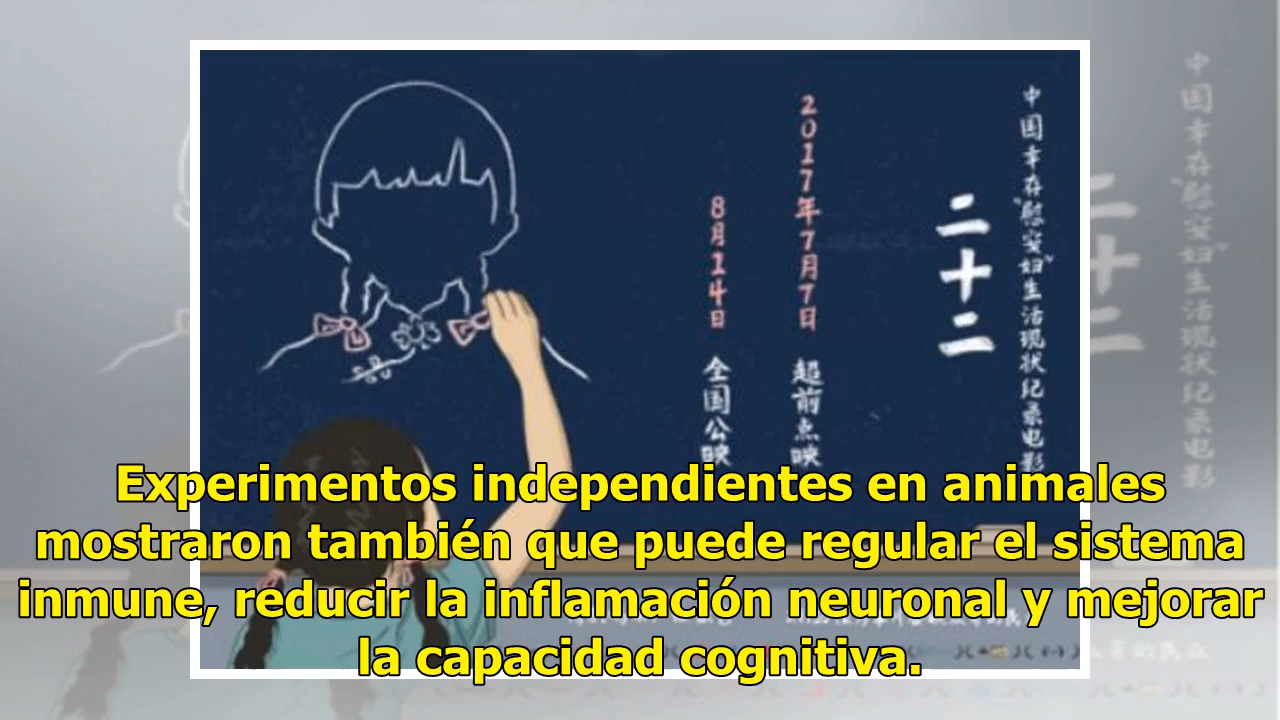 中国幸存“慰安妇”生活现状纪录电影
二十二
2017年7月7日 超前点映
8月14日 全国公映
Experimentos independientes en animales
mostraron también que puede regular el sistema
inmune, reducir la inflamación neuronal y mejorar
la capacidad cognitiva.